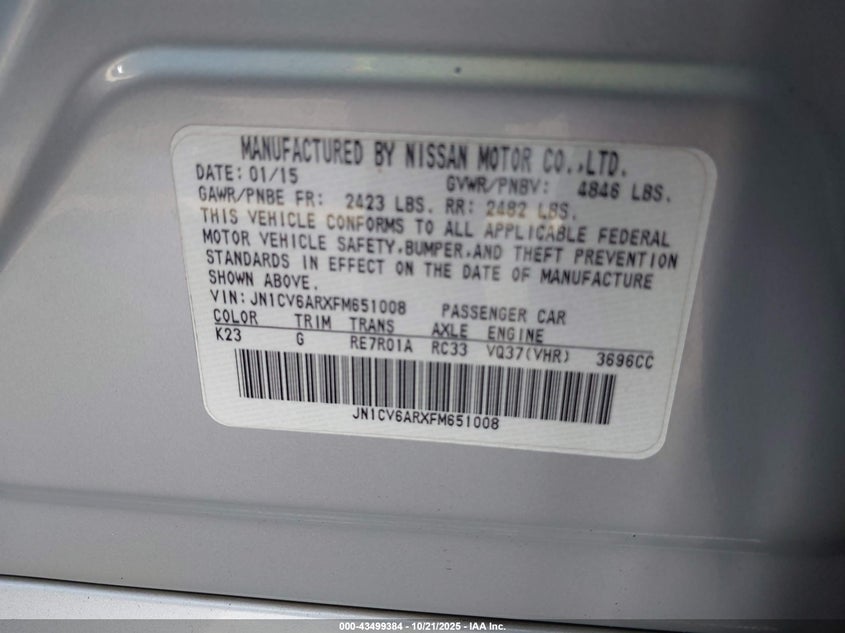 MANUFACTURED BY NISSAN MOTOR CO.,LTD.
DATE: 01/15 GVWR/PNBV: 4846 LBS.
GAWR/PNBE FR: 2423 LBS. RR: 2482 LBS.
THIS VEHICLE CONFORMS TO ALL APPLICABLE FEDERAL
MOTOR VEHICLE SAFETY,BUMPER,AND THEFT PREVENTION
STANDARDS IN EFFECT ON THE DATE OF MANUFACTURE
SHOWN ABOVE.
VIN: JN1CV6ARXFM651008 PASSENGER CAR
COLOR TRIM TRANS AXLE ENGINE
K23 G RE7R01A RC33 VQ37(VHR) 3696CC
JN1CV6ARXFM651008
000-43499384 | 10/21/2025 - IAA Inc.